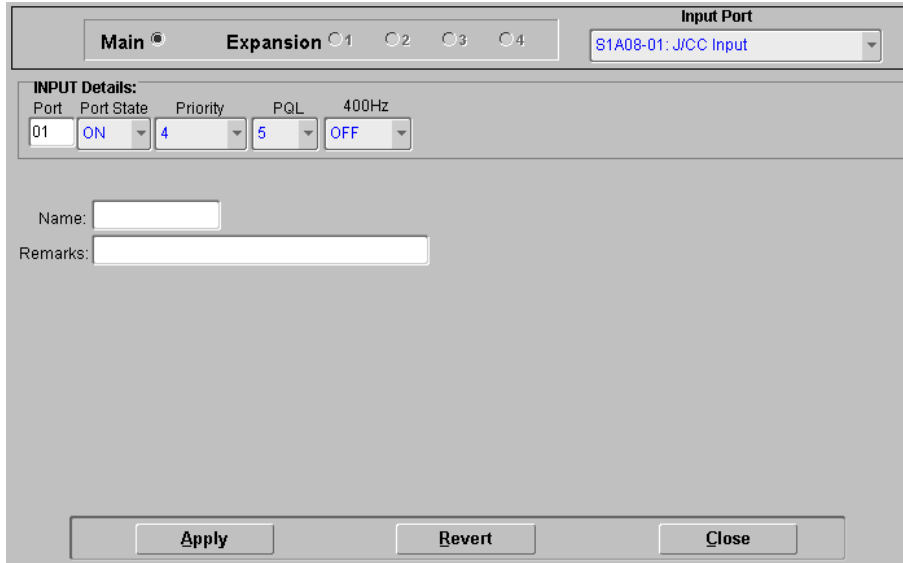 Input Port
Main Expansion 1 2 3 4
S1A08-01: J/CC Input
INPUT Details:
Port Port State Priority PQL 400Hz
01 ON 4 5 OFF
Name:
Remarks:
Apply Revert Close